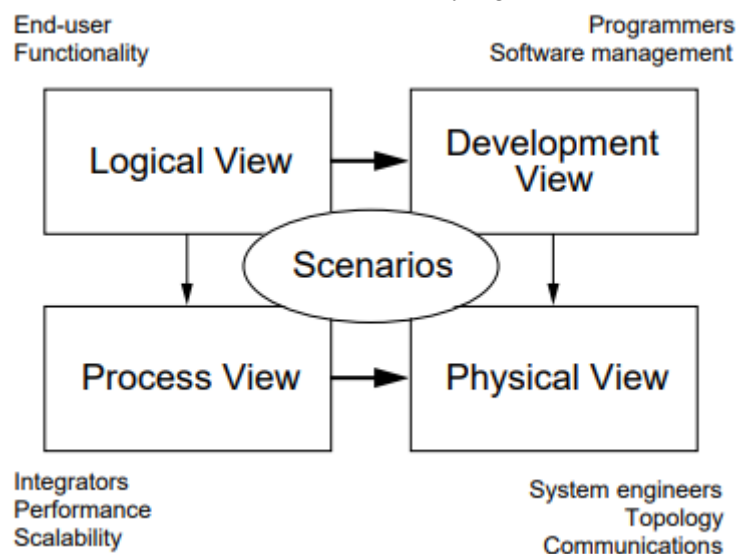 End-user
Functionality
Programmers
Software management
Logical View
Development
View
Scenarios
Process View
Physical View
Integrators
Performance
Scalability
System engineers
Topology
Communications